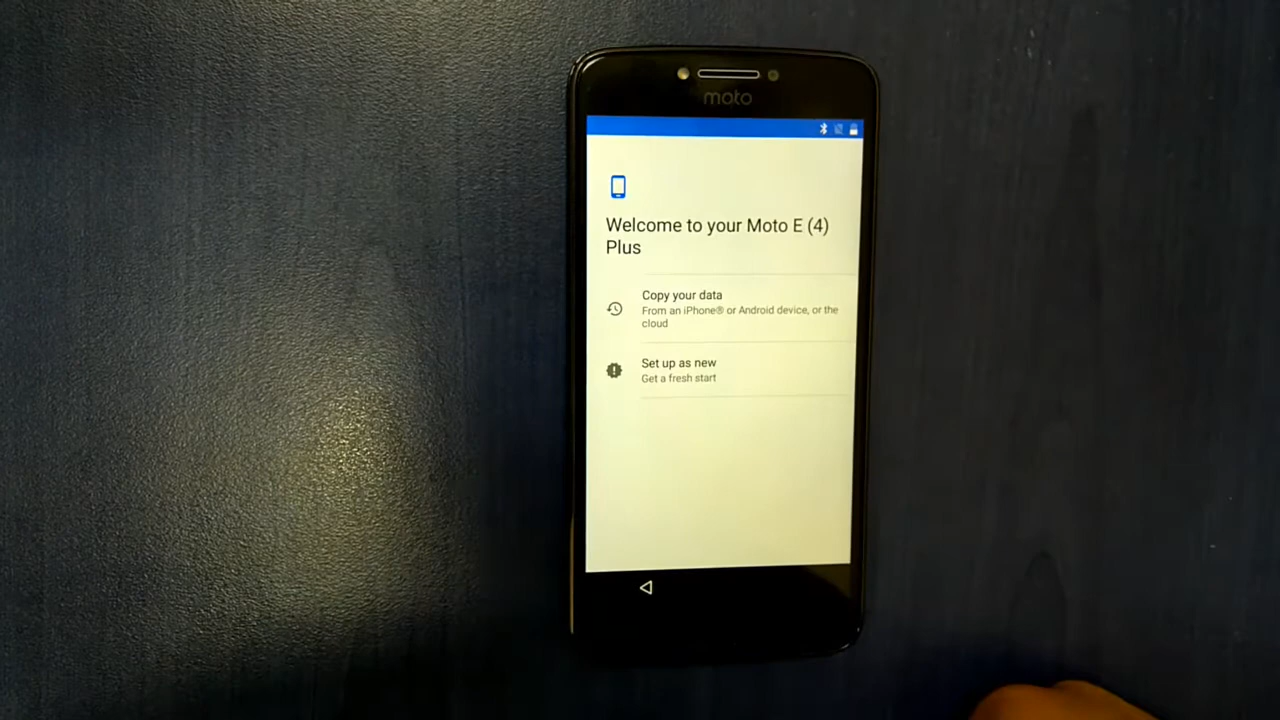 moto
Welcome to your Moto E (4)
Plus
Copy your data
From an iPhone® or Android device, or the
cloud
Set up as new
Get a fresh start